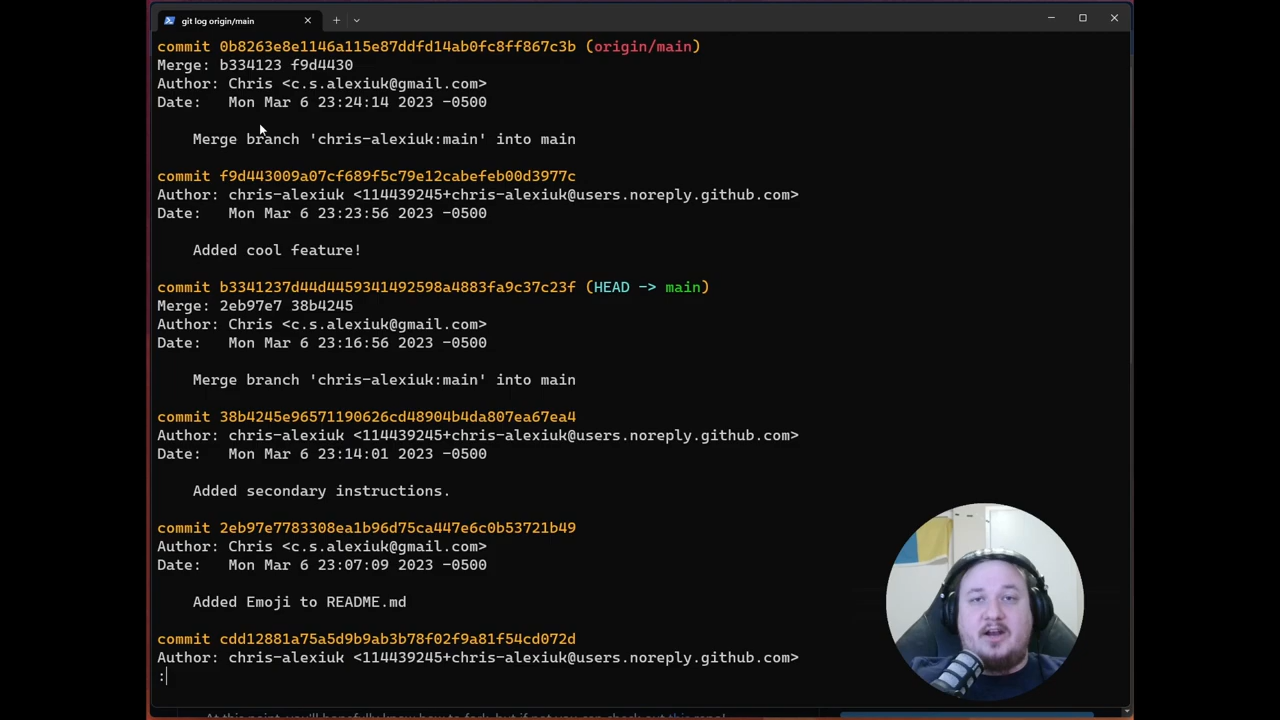 git log origin/main
commit 0b8263e8e1146a115e87ddfd14ab0fc8ff867c3b (origin/main)
Merge: b334123 f9d4430
Author: Chris <c.s.alexiuk@gmail.com>
Date:   Mon Mar 6 23:24:14 2023 -0500
Merge branch 'chris-alexiuk:main' into main
commit f9d443009a07cf689f5c79e12cabefeb00d3977c
Author: chris-alexiuk <114439245+chris-alexiuk@users.noreply.github.com>
Date:   Mon Mar 6 23:23:56 2023 -0500
Added cool feature!
commit b3341237d44d4459341492598a4883fa9c37c23f (HEAD -> main)
Merge: 2eb97e7 38b4245
Author: Chris <c.s.alexiuk@gmail.com>
Date:   Mon Mar 6 23:16:56 2023 -0500
Merge branch 'chris-alexiuk:main' into main
commit 38b4245e96571190626cd48904b4da807ea67ea4
Author: chris-alexiuk <114439245+chris-alexiuk@users.noreply.github.com>
Date:   Mon Mar 6 23:14:01 2023 -0500
Added secondary instructions.
commit 2eb97e7783308ea1b96d75ca447e6c0b53721b49
Author: Chris <c.s.alexiuk@gmail.com>
Date:   Mon Mar 6 23:07:09 2023 -0500
Added Emoji to README.md
commit cdd12881a75a5d9b9ab3b78f02f9a81f54cd072d
Author: chris-alexiuk <114439245+chris-alexiuk@users.noreply.github.com>
: